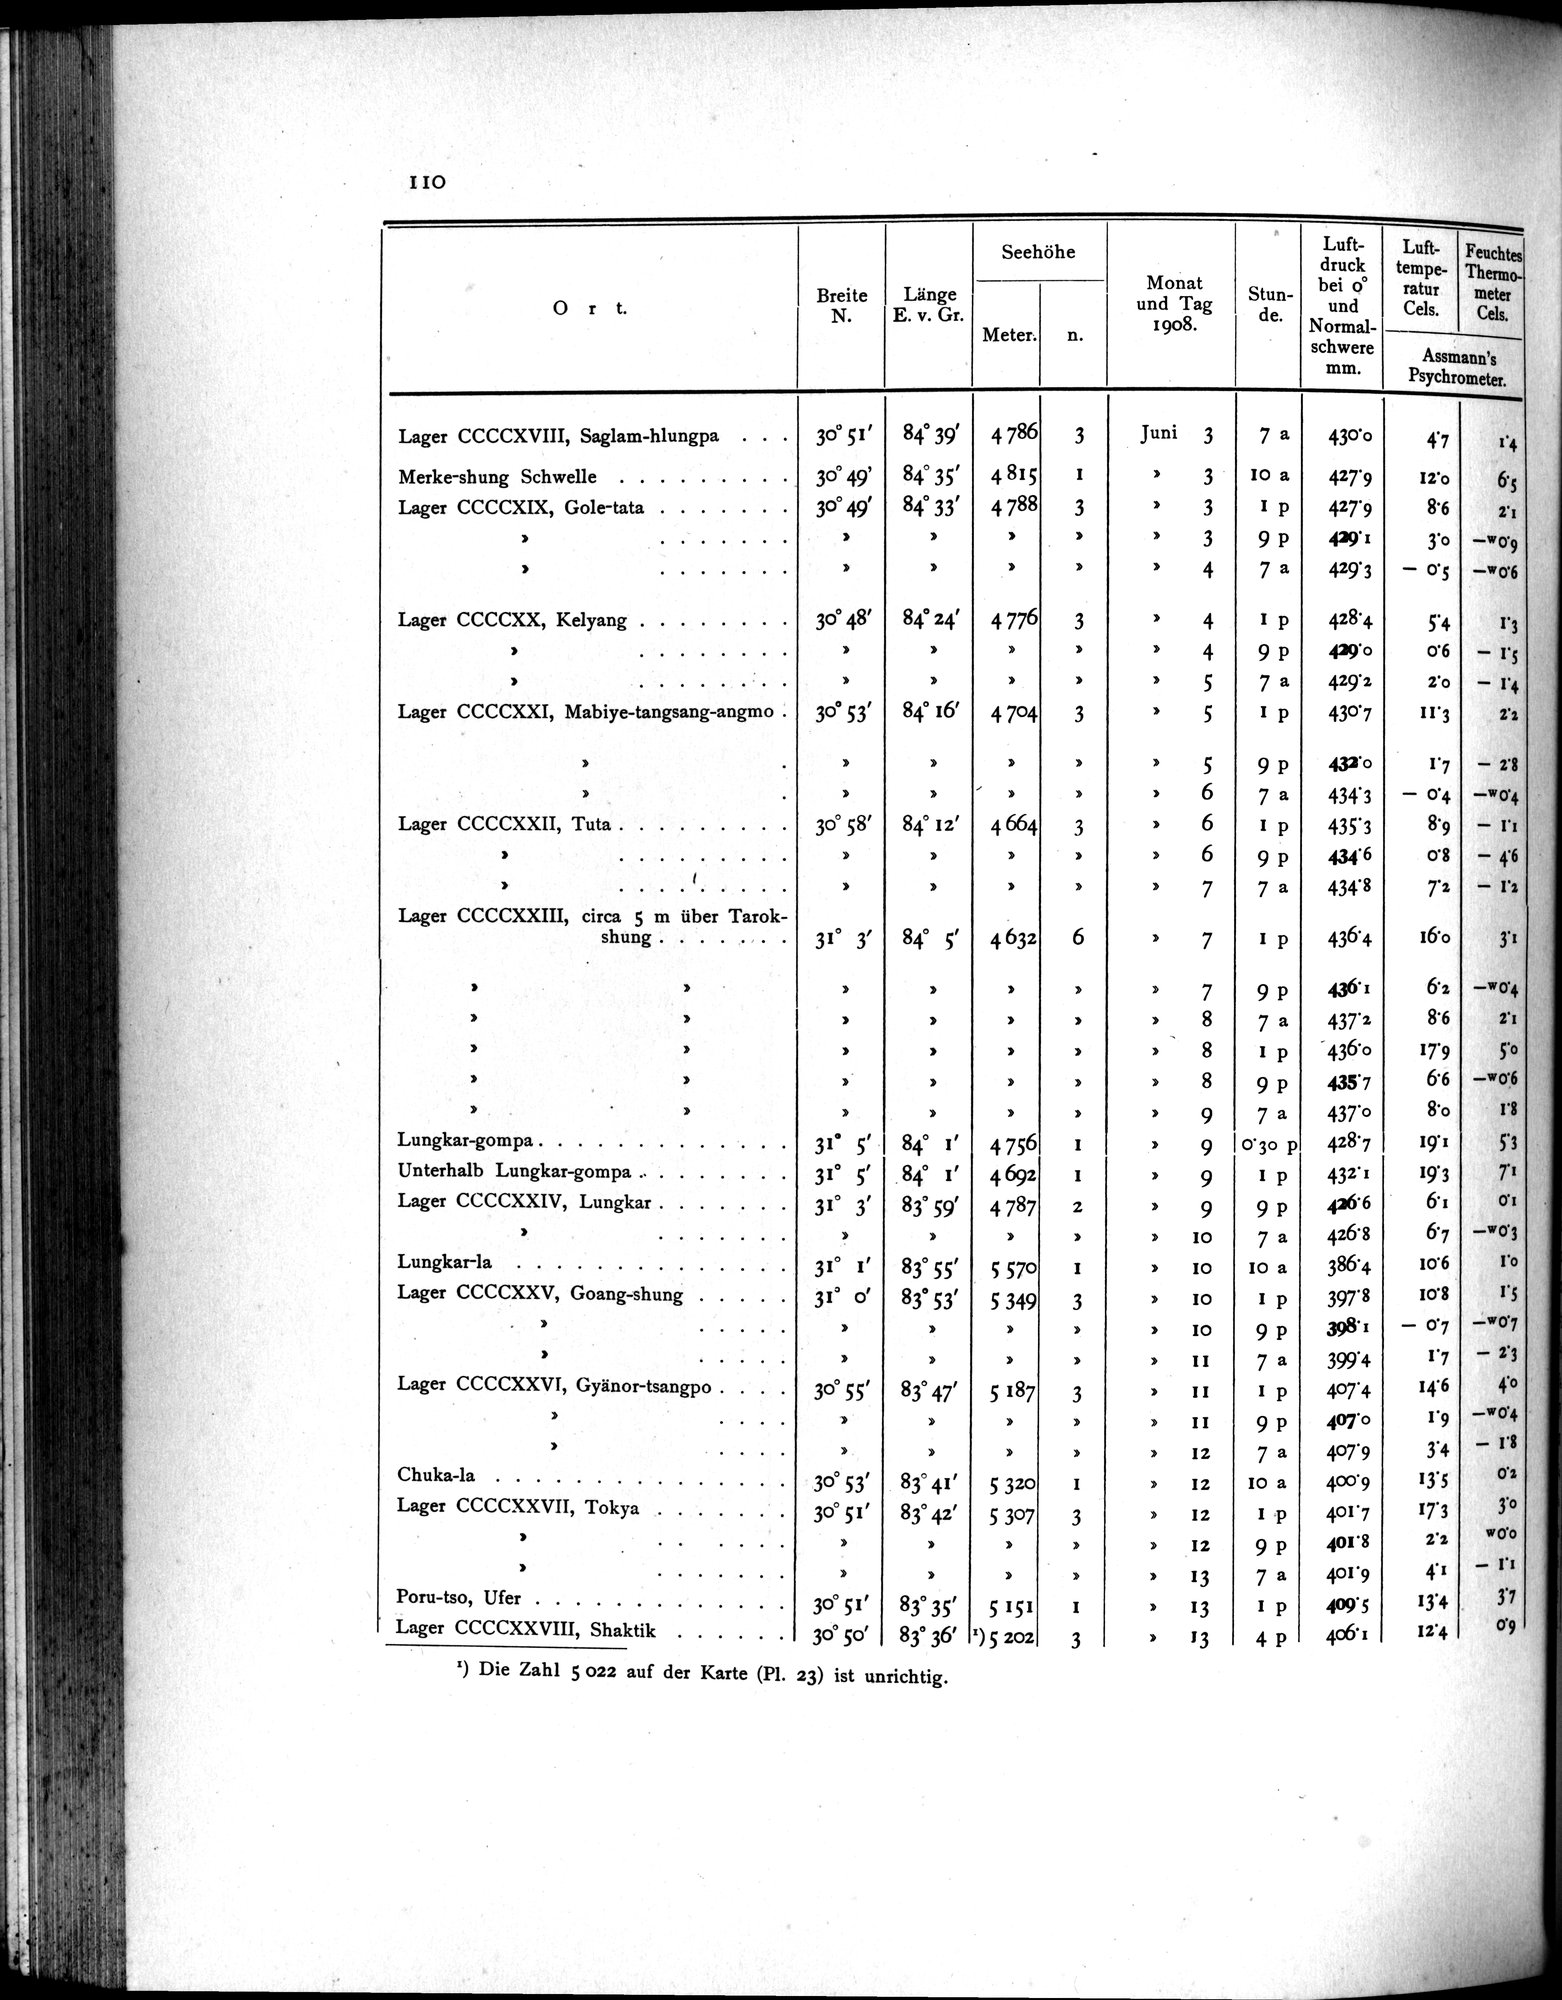 110
O r t. | Breite N. | Länge E. v. Gr. | Seehöhe Meter. | Seehöhe n. | Monat und Tag 1908. | Stun- de. | Luft- druck bei 0° und Normal- schwere mm. | Luft- tempe- ratur Cels. | Feuchtes Thermo- meter Cels.
Assmann's Psychrometer.
Lager CCCCXVIII, Saglam-hlungpa . . . | 30° 51′ | 84° 39′ | 4 786 | 3 | Juni 3 | 7 a | 430·0 | 4·7 | 1·4
Merke-shung Schwelle . . . . . . . . . | 30° 49′ | 84° 35′ | 4 815 | 1 | » 3 | 10 a | 427·9 | 12·0 | 6·5
Lager CCCCXIX, Gole-tata . . . . . . . | 30° 49′ | 84° 33′ | 4 788 | 3 | » 3 | 1 p | 427·9 | 8·6 | 2·1
» . . . . . . . | » | » | » | » | » 3 | 9 p | 429·1 | 3·0 | —w0·9
» . . . . . . . | » | » | » | » | » 4 | 7 a | 429·3 | — 0·5 | —w0·6
Lager CCCCXX, Kelyang . . . . . . . . | 30° 48′ | 84° 24′ | 4 776 | 3 | » 4 | 1 p | 428·4 | 5·4 | 1·3
» . . . . . . . . | » | » | » | » | » 4 | 9 p | 429·0 | 0·6 | — 1·5
» . . . . . . . . | » | » | » | » | » 5 | 7 a | 429·2 | 2·0 | — 1·4
Lager CCCCXXI, Mabiye-tangsang-angmo . | 30° 53′ | 84° 16′ | 4 704 | 3 | » 5 | 1 p | 430·7 | 11·3 | 2·2
» . | » | » | » | » | » 5 | 9 p | 432·0 | 1·7 | — 2·8
» . | » | » | » | » | » 6 | 7 a | 434·3 | — 0·4 | —w0·4
Lager CCCCXXII, Tuta . . . . . . . . . | 30° 58′ | 84° 12′ | 4 664 | 3 | » 6 | 1 p | 435·3 | 8·9 | — 1·1
» . . . . . . . . . | » | » | » | » | » 6 | 9 p | 434·6 | 0·8 | — 4·6
» . . . . . . . . . | » | » | » | » | » 7 | 7 a | 434·8 | 7·2 | — 1·2
Lager CCCCXXIII, circa 5 m über Tarok-
shung . . . . . . . | 31° 3′ | 84° 5′ | 4 632 | 6 | » 7 | 1 p | 436·4 | 16·0 | 3·1
» » | » | » | » | » | » 7 | 9 p | 436·1 | 6·2 | —w0·4
» » | » | » | » | » | » 8 | 7 a | 437·2 | 8·6 | 2·1
» » | » | » | » | » | » 8 | 1 p | 436·0 | 17·9 | 5·0
» » | » | » | » | » | » 8 | 9 p | 435·7 | 6·6 | —w0·6
» » | » | » | » | » | » 9 | 7 a | 437·0 | 8·0 | 1·8
Lungkar-gompa . . . . . . . . . . . . . | 31° 5′ | 84° 1′ | 4 756 | 1 | » 9 | 0·30 p | 428·7 | 19·1 | 5·3
Unterhalb Lungkar-gompa . . . . . . . . | 31° 5′ | 84° 1′ | 4 692 | 1 | » 9 | 1 p | 432·1 | 19·3 | 7·1
Lager CCCCXXIV, Lungkar . . . . . . . | 31° 3′ | 83° 59′ | 4 787 | 2 | » 9 | 9 p | 426·6 | 6·1 | 0·1
» . . . . . . . | » | » | » | » | » 10 | 7 a | 426·8 | 6·7 | —w0·3
Lungkar-la . . . . . . . . . . . . . . | 31° 1′ | 83° 55′ | 5 570 | 1 | » 10 | 10 a | 386·4 | 10·6 | 1·0
Lager CCCCXXV, Goang-shung . . . . . | 31° 0′ | 83° 53′ | 5 349 | 3 | » 10 | 1 p | 397·8 | 10·8 | 1·5
» . . . . . | » | » | » | » | » 10 | 9 p | 398·1 | — 0·7 | —w0·7
» . . . . . | » | » | » | » | » 11 | 7 a | 399·4 | 1·7 | — 2·3
Lager CCCCXXVI, Gyänor-tsangpo . . . . | 30° 55′ | 83° 47′ | 5 187 | 3 | » 11 | 1 p | 407·4 | 14·6 | 4·0
» . . . . | » | » | » | » | » 11 | 9 p | 407·0 | 1·9 | —w0·4
» . . . . | » | » | » | » | » 12 | 7 a | 407·9 | 3·4 | — 1·8
Chuka-la . . . . . . . . . . . . . . . | 30° 53′ | 83° 41′ | 5 320 | 1 | » 12 | 10 a | 400·9 | 13·5 | 0·2
Lager CCCCXXVII, Tokya . . . . . . . | 30° 51′ | 83° 42′ | 5 307 | 3 | » 12 | 1 p | 401·7 | 17·3 | 3·0
» . . . . . . . | » | » | » | » | » 12 | 9 p | 401·8 | 2·2 | w0·0
» . . . . . . . | » | » | » | » | » 13 | 7 a | 401·9 | 4·1 | — 1·1
Poru-tso, Ufer . . . . . . . . . . . . . | 30° 51′ | 83° 35′ | 5 151 | 1 | » 13 | 1 p | 409·5 | 13·4 | 3·7
Lager CCCCXXVIII, Shaktik . . . . . . | 30° 50′ | 83° 36′ | ¹) 5 202 | 3 | » 13 | 4 p | 406·1 | 12·4 | 0·9
¹) Die Zahl 5 022 auf der Karte (Pl. 23) ist unrichtig.